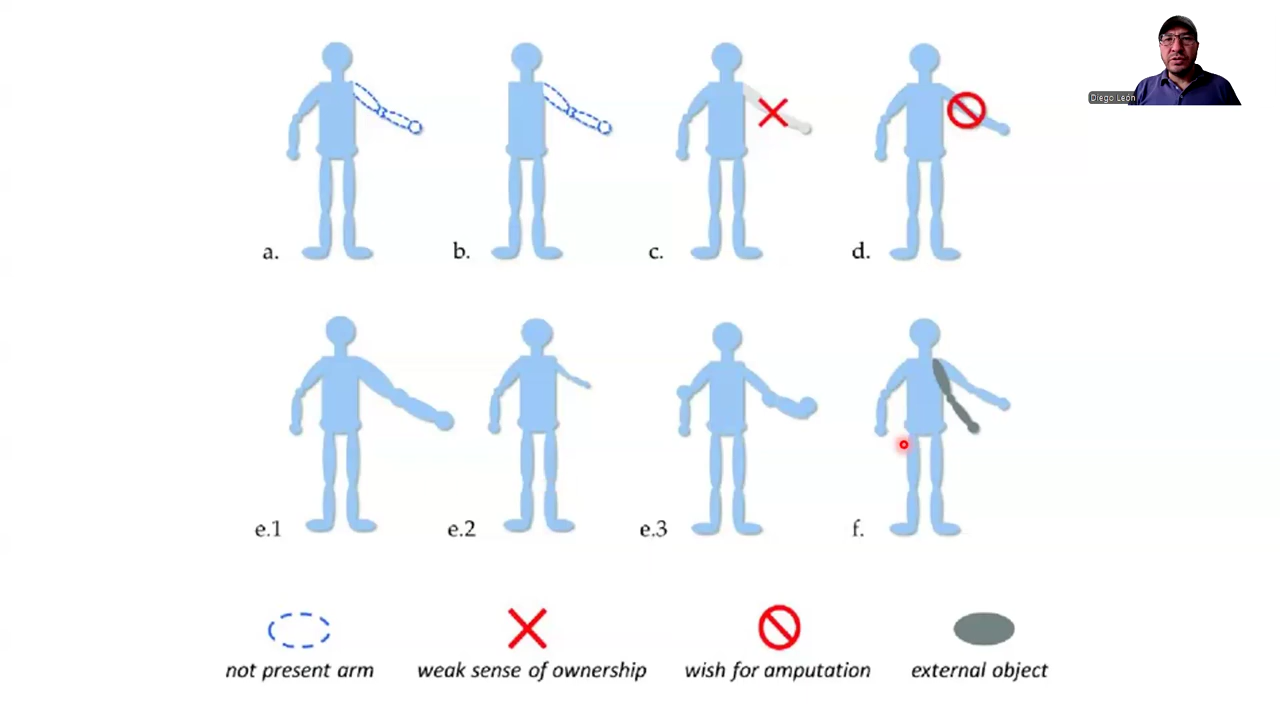 Diego León
a. b. c. d.
e.1 e.2 e.3 f.
not present arm weak sense of ownership wish for amputation external object